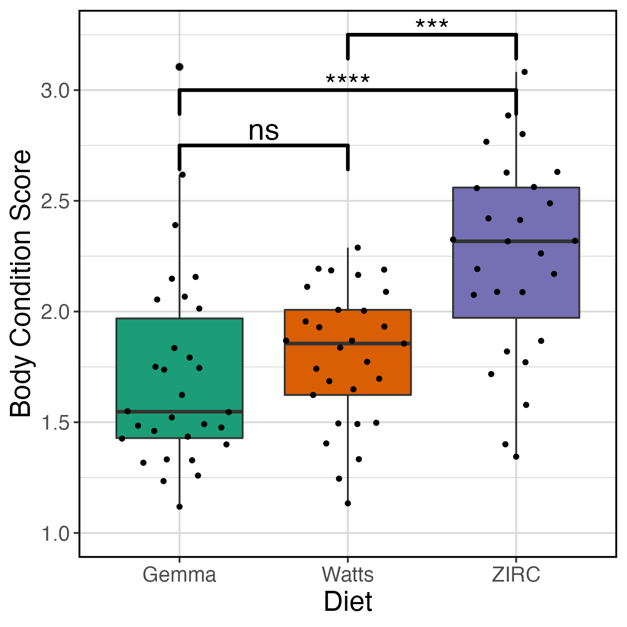 ***
3.0
****
ns
2.5
2.0
1.5
1.0
Body Condition Score
Gemma Watts ZIRC
Diet